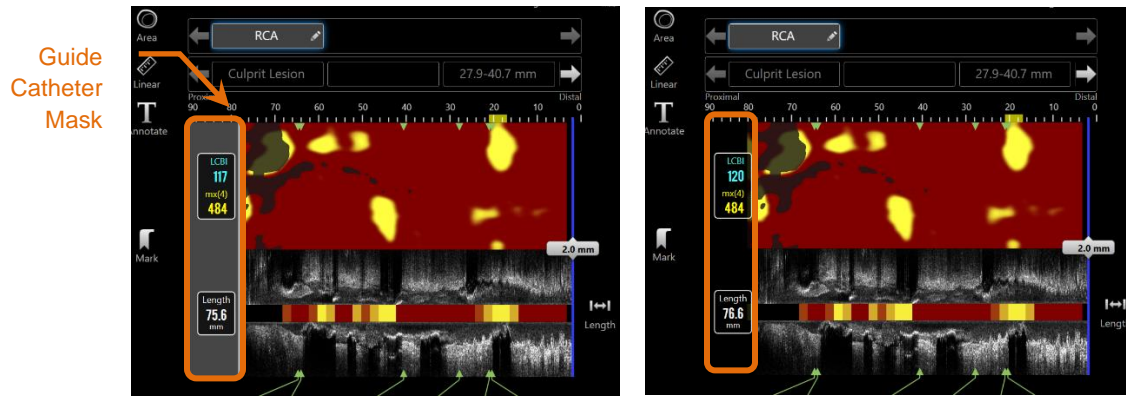 Guide
Catheter
Mask
Area
RCA
Linear
Culprit Lesion
27.9-40.7 mm
Distal
90 80 70 60 50 40 30 20 10 0
Annotate
LCBI
117
mx(4)
484
Mark
2.0 mm
Length
75.6
mm
Length
Area
RCA
Linear
Culprit Lesion
27.9-40.7 mm
Proximal
Distal
90 80 70 60 50 40 30 20 10 0
Annotate
LCBI
120
mx(4)
484
Mark
2.0 mm
Length
76.6
mm
Length